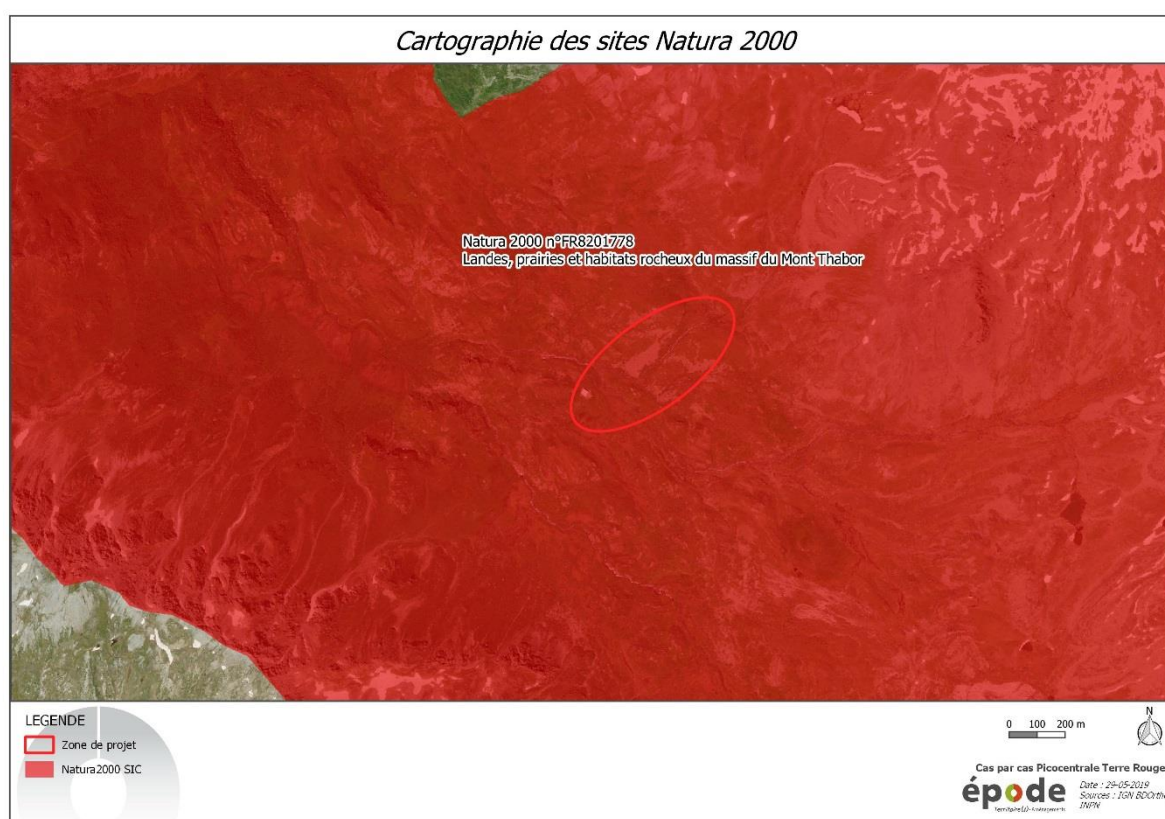 Cartographie des sites Natura 2000
Natura 2000 n°FR8201778
Landes, prairies et habitats rocheux du massif du Mont Thabor
LEGENDE
Zone de projet
Natura2000 SIC
0 100 200 m
N
Cas par cas Picocentrale Terre Rouge
épode
Territoire(s)-Aménagements
Date : 29-05-2019
Sources : IGN BDOrtho
INPN